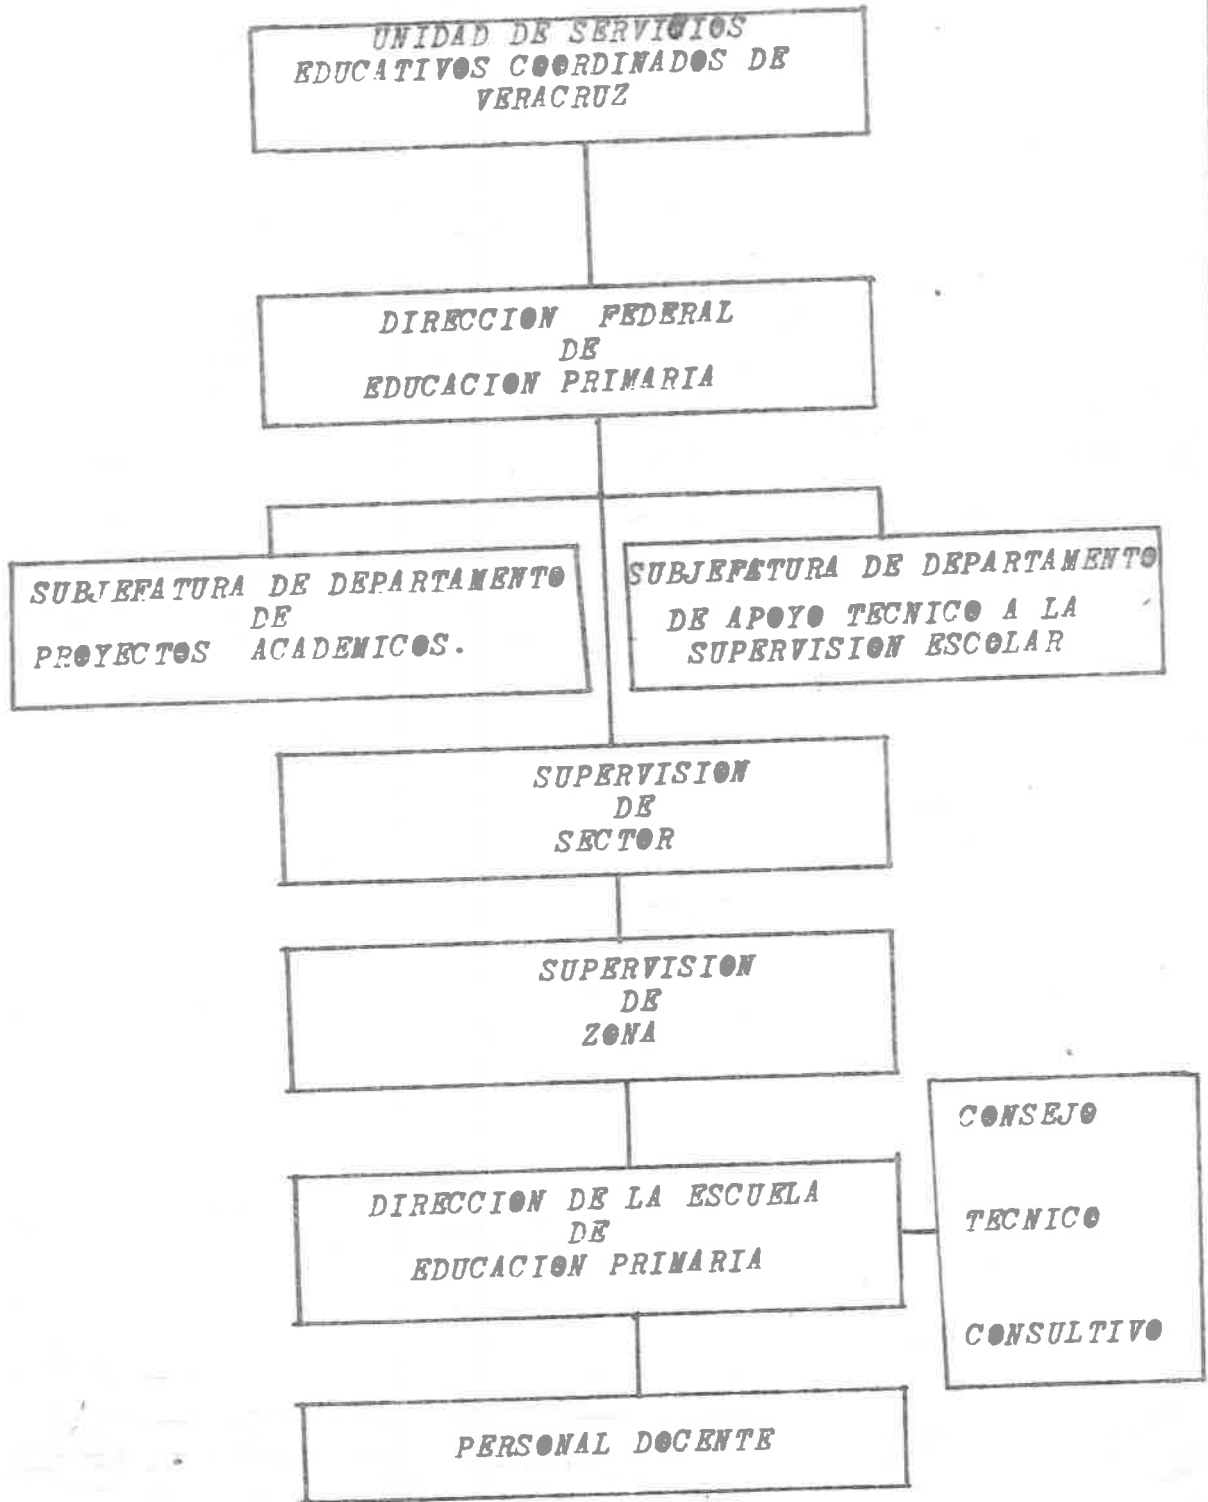 UNIDAD DE SERVICIOS
EDUCATIVOS COORDINADOS DE
VERACRUZ
DIRECCION FEDERAL
DE
EDUCACION PRIMARIA
SUBJEFATURA DE DEPARTAMENTO
DE
PROYECTOS ACADEMICOS.
SUBJEFATURA DE DEPARTAMENTO
DE APOYO TECNICO A LA
SUPERVISION ESCOLAR
SUPERVISION
DE
SECTOR
SUPERVISION
DE
ZONA
DIRECCION DE LA ESCUELA
DE
EDUCACION PRIMARIA
CONSEJO
TECNICO
CONSULTIVO
PERSONAL DOCENTE